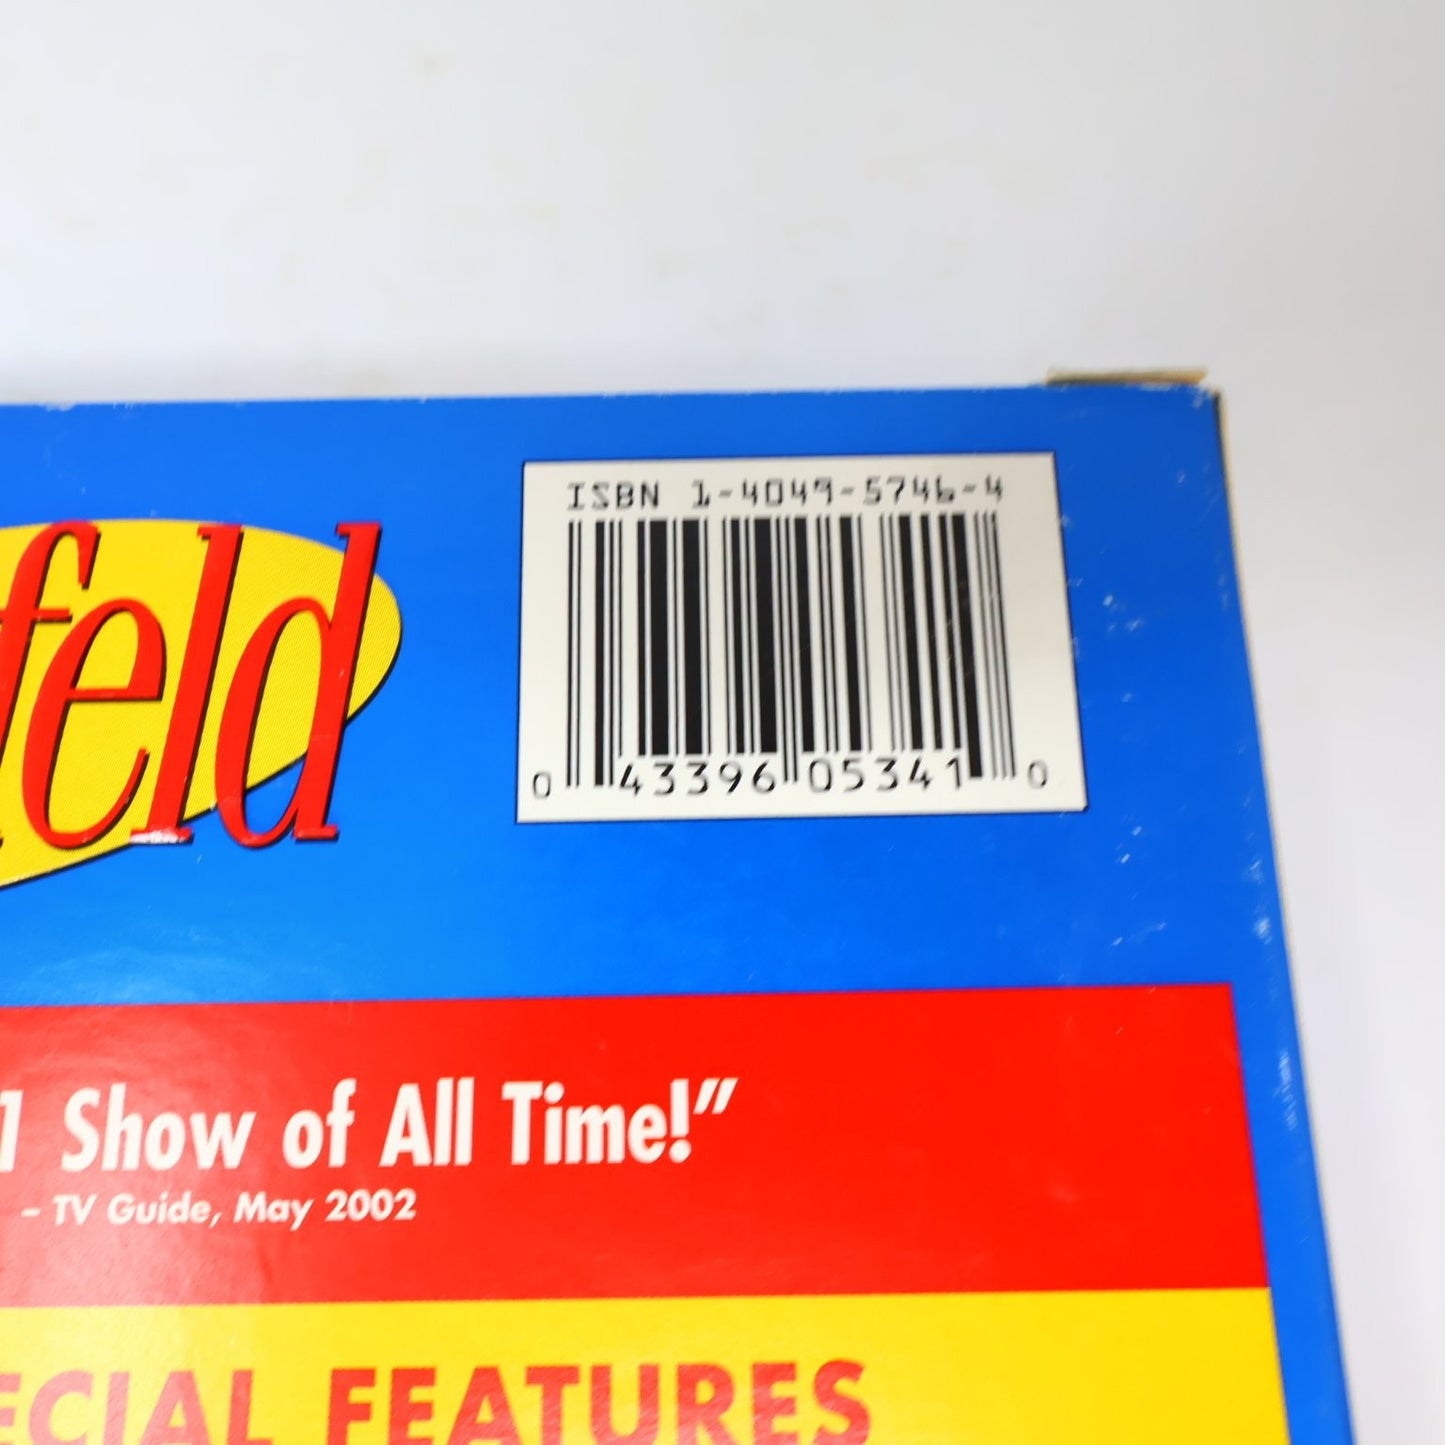 feld
ISBN 1-4049-5746-4
0 43396 05341 0
1 Show of All Time!”
– TV Guide, May 2002
ECIAL FEATURES